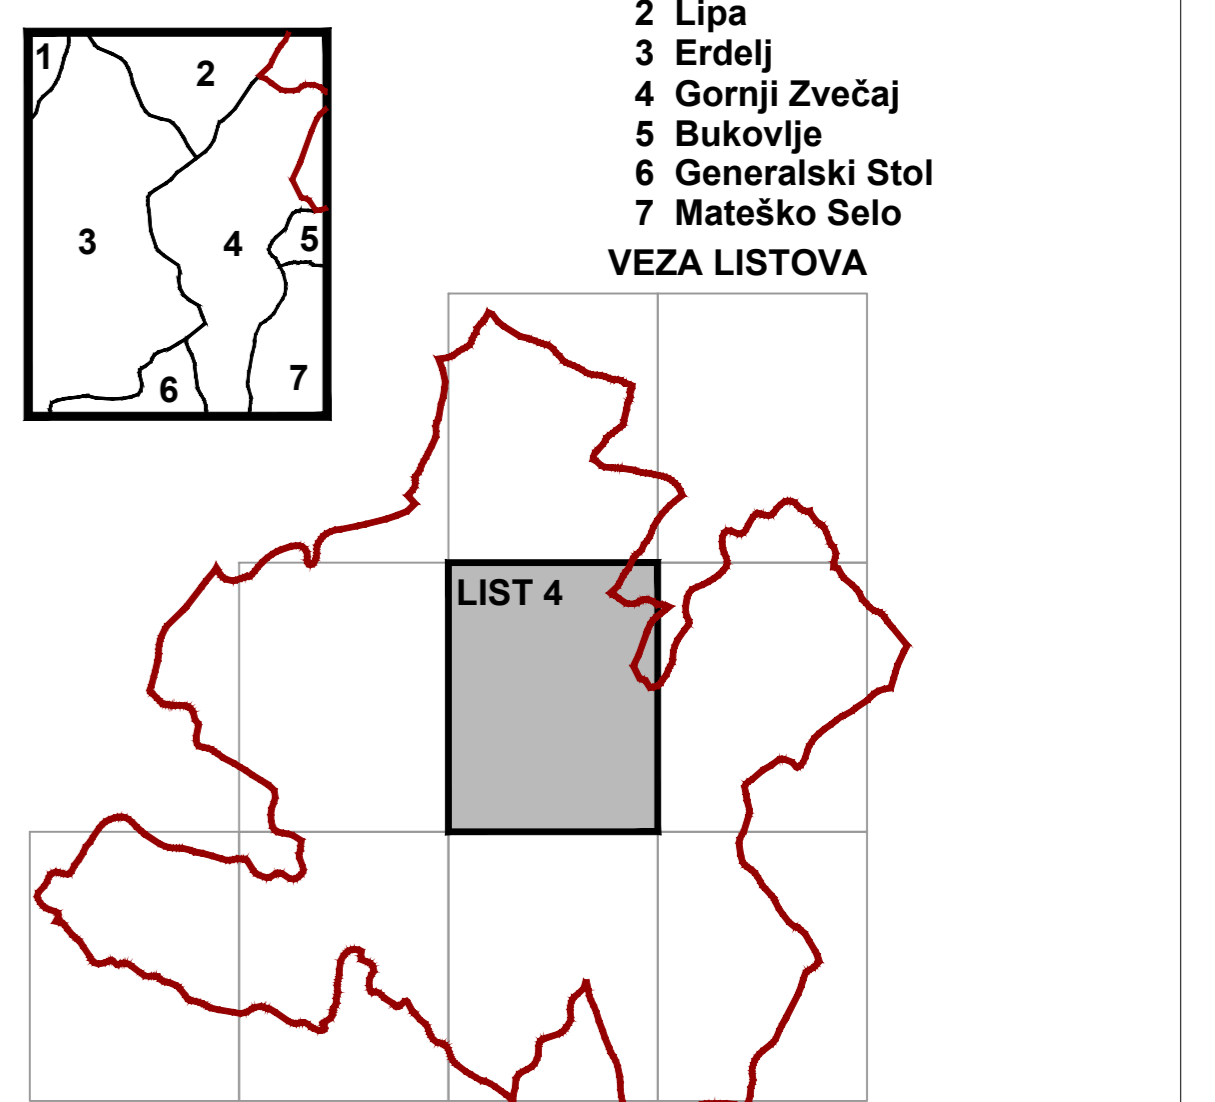 1
2
3
4
5
6
7
2 Lipa
3 Erdelj
4 Gornji Zvečaj
5 Bukovlje
6 Generalski Stol
7 Mateško Selo
VEZA LISTOVA
LIST 4